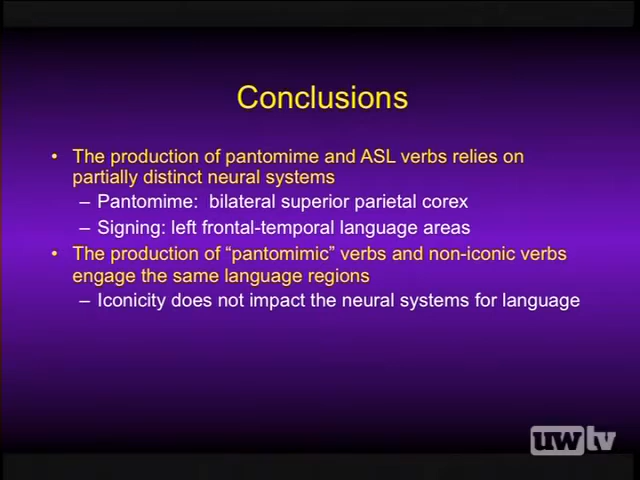 Conclusions
• The production of pantomime and ASL verbs relies on
partially distinct neural systems
– Pantomime: bilateral superior parietal corex
– Signing: left frontal-temporal language areas
• The production of “pantomimic” verbs and non-iconic verbs
engage the same language regions
– Iconicity does not impact the neural systems for language
uwtv